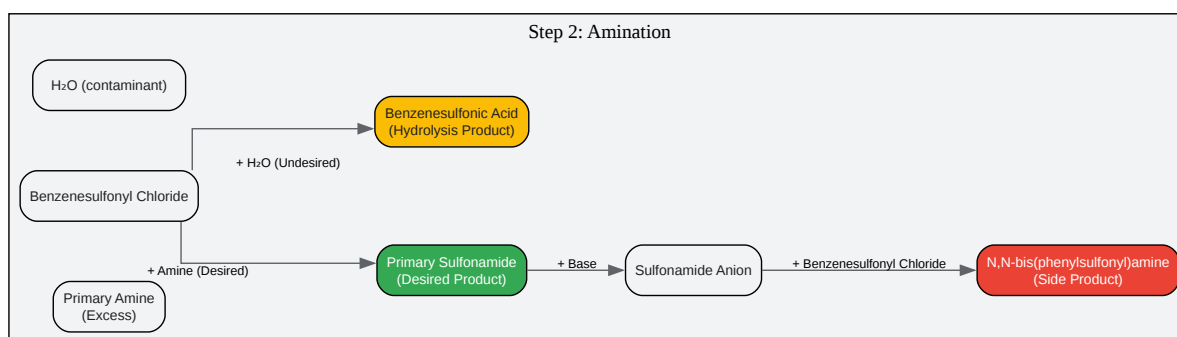 Step 2: Amination
H₂O (contaminant)
Benzenesulfonic Acid
(Hydrolysis Product)
+ H₂O (Undesired)
Benzenesulfonyl Chloride
+ Amine (Desired)
Primary Sulfonamide
(Desired Product)
+ Base
Sulfonamide Anion
+ Benzenesulfonyl Chloride
N,N-bis(phenylsulfonyl)amine
(Side Product)
Primary Amine
(Excess)